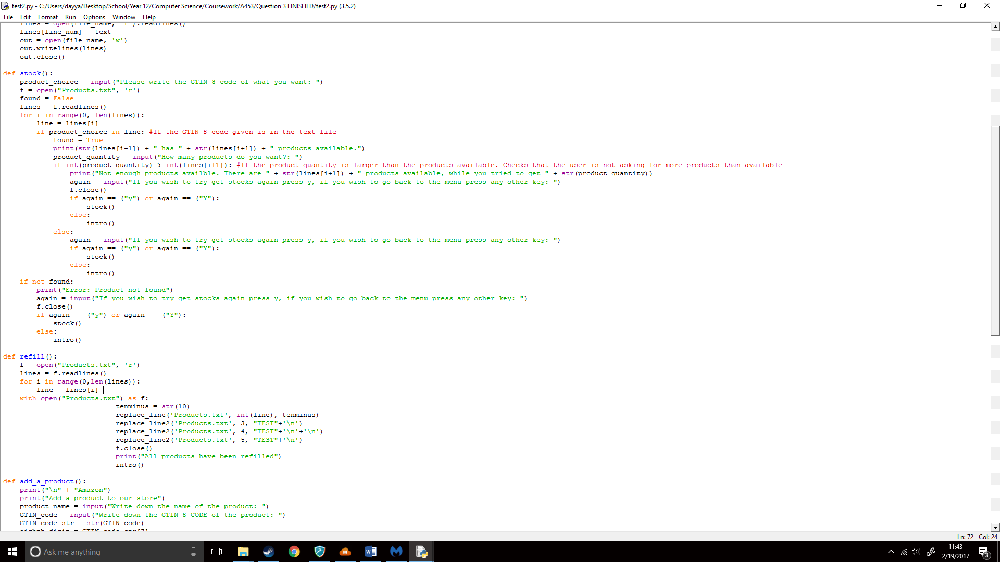 test2.py - C:/Users/dayya/Desktop/School/Year 12/Computer Science/Coursework/A453/Question 3 FINISHED/test2.py (3.5.2)
File Edit Format Run Options Window Help
    lines = open(file_name, 'r').readlines()
    lines[line_num] = text
    out = open(file_name, 'w')
    out.writelines(lines)
    out.close()

def stock():
    product_choice = input("Please write the GTIN-8 code of what you want: ")
    f = open("Products.txt", 'r')
    found = False
    lines = f.readlines()
    for i in range(0, len(lines)):
        line = lines[i]
        if product_choice in line: #If the GTIN-8 code given is in the text file
            found = True
            print(str(lines[i-1]) + " has " + str(lines[i+1]) + " products available.")
            product_quantity = input("How many products do you want?: ")
            if int(product_quantity) > int(lines[i+1]): #If the product quantity is larger than the products available. Checks that the user is not asking for more products than available
                print("Not enough products availble. There are " + str(lines[i+1]) + " products available, while you tried to get " + str(product_quantity))
                again = input("If you wish to try get stocks again press y, if you wish to go back to the menu press any other key: ")
                f.close()
                if again == ("y") or again == ("Y"):
                    stock()
                else:
                    intro()
            else:
                again = input("If you wish to try get stocks again press y, if you wish to go back to the menu press any other key: ")
                if again == ("y") or again == ("Y"):
                    stock()
                else:
                    intro()
    if not found:
        print("Error: Product not found")
        again = input("If you wish to try get stocks again press y, if you wish to go back to the menu press any other key: ")
        f.close()
        if again == ("y") or again == ("Y"):
            stock()
        else:
            intro()

def refill():
    f = open("Products.txt", 'r')
    lines = f.readlines()
    for i in range(0,len(lines)):
        line = lines[i]
    with open("Products.txt") as f:
                           tenminus = str(10)
                           replace_line('Products.txt', int(line), tenminus)
                           replace_line2('Products.txt', 3, "TEST"+'\n')
                           replace_line2('Products.txt', 4, "TEST"+'\n'+'\n')
                           replace_line2('Products.txt', 5, "TEST"+'\n')
                           f.close()
                           print("All products have been refilled")
                           intro()

def add_a_product():
    print("\n" + "Amazon")
    print("Add a product to our store")
    product_name = input("Write down the name of the product: ")
    GTIN_code = input("Write down the GTIN-8 CODE of the product: ")
    GTIN_code_str = str(GTIN_code)
    eighth_digit = GTIN_code_str[7]
Ln: 72 Col: 24
Ask me anything
11:43
2/19/2017
3